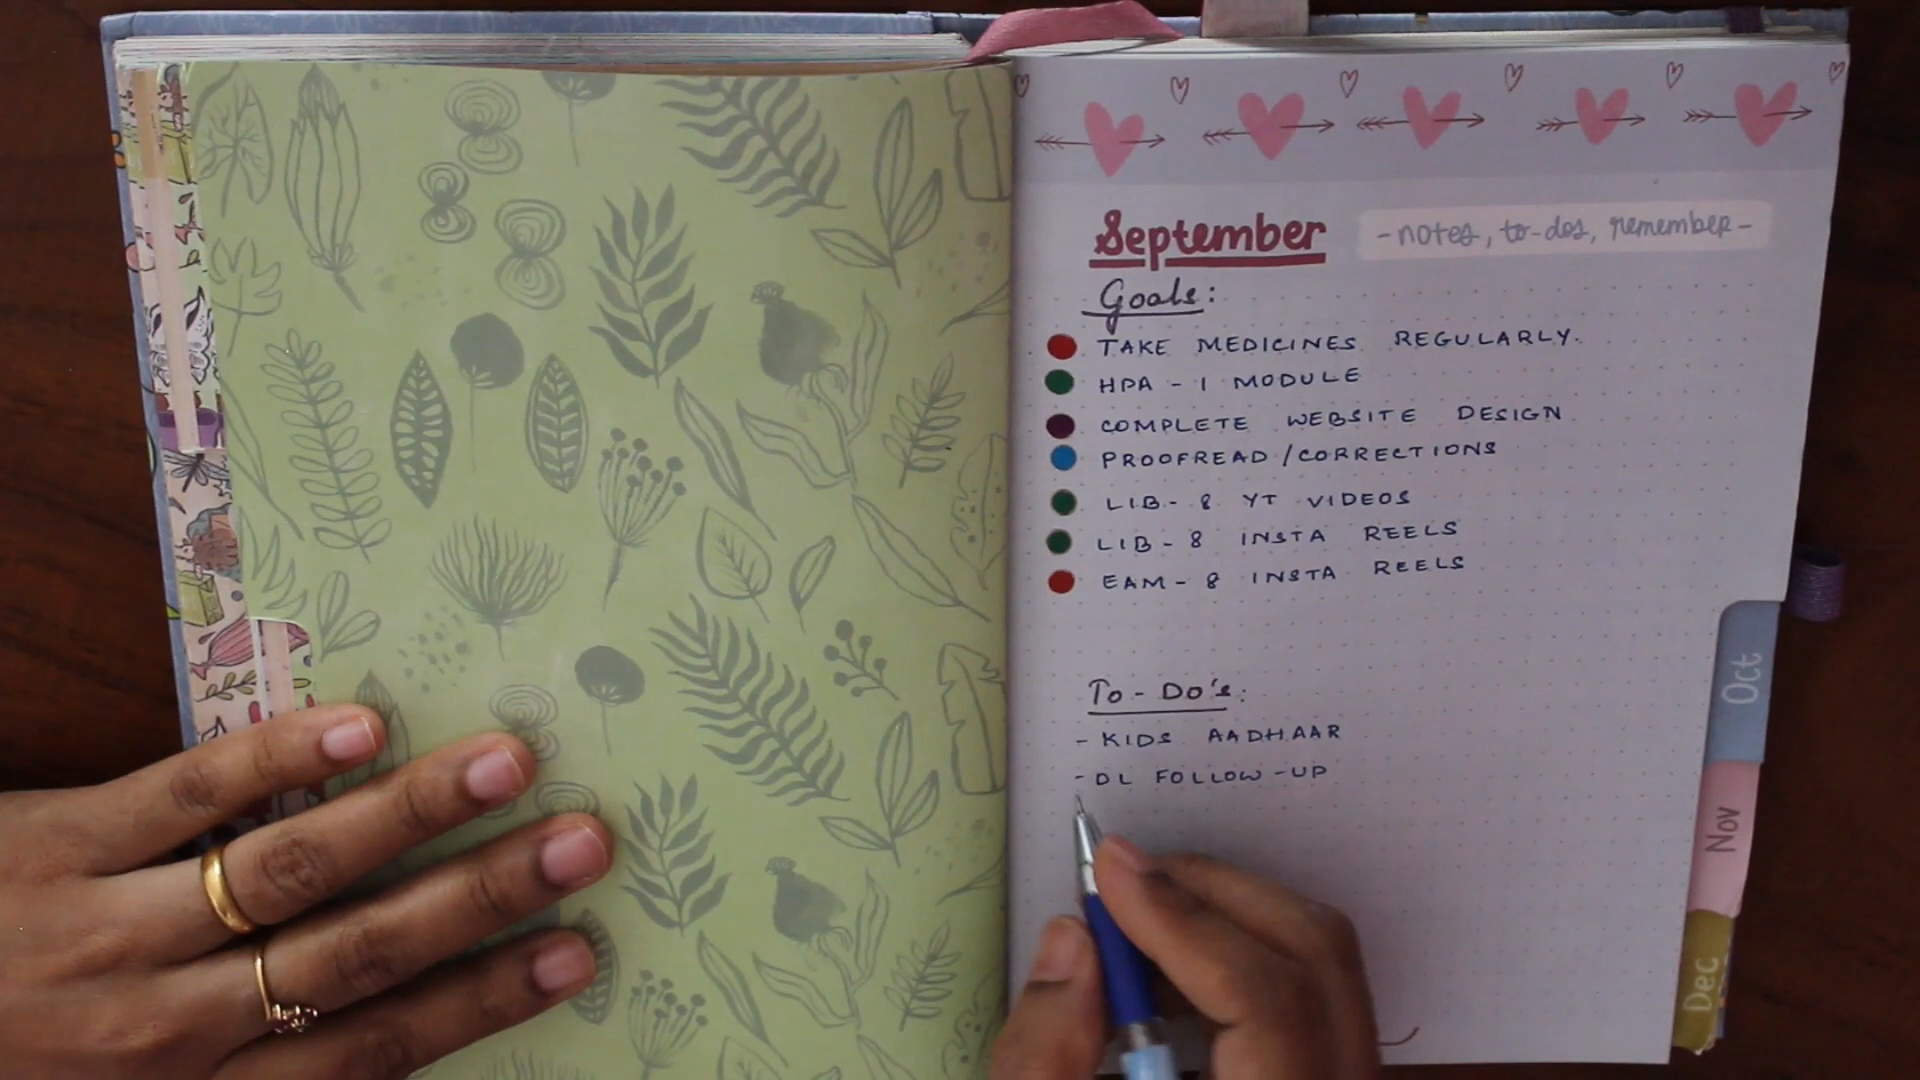 September
-notes, to-dos, remember-
Goals:
TAKE MEDICINES REGULARLY.
HPA - 1 MODULE
COMPLETE WEBSITE DESIGN
PROOFREAD / CORRECTIONS
LIB - 8 YT VIDEOS
LIB - 8 INSTA REELS
EAM - 8 INSTA REELS
To - Do's:
- KIDS AADHAAR
- DL FOLLOW - UP
Oct
Nov
Dec